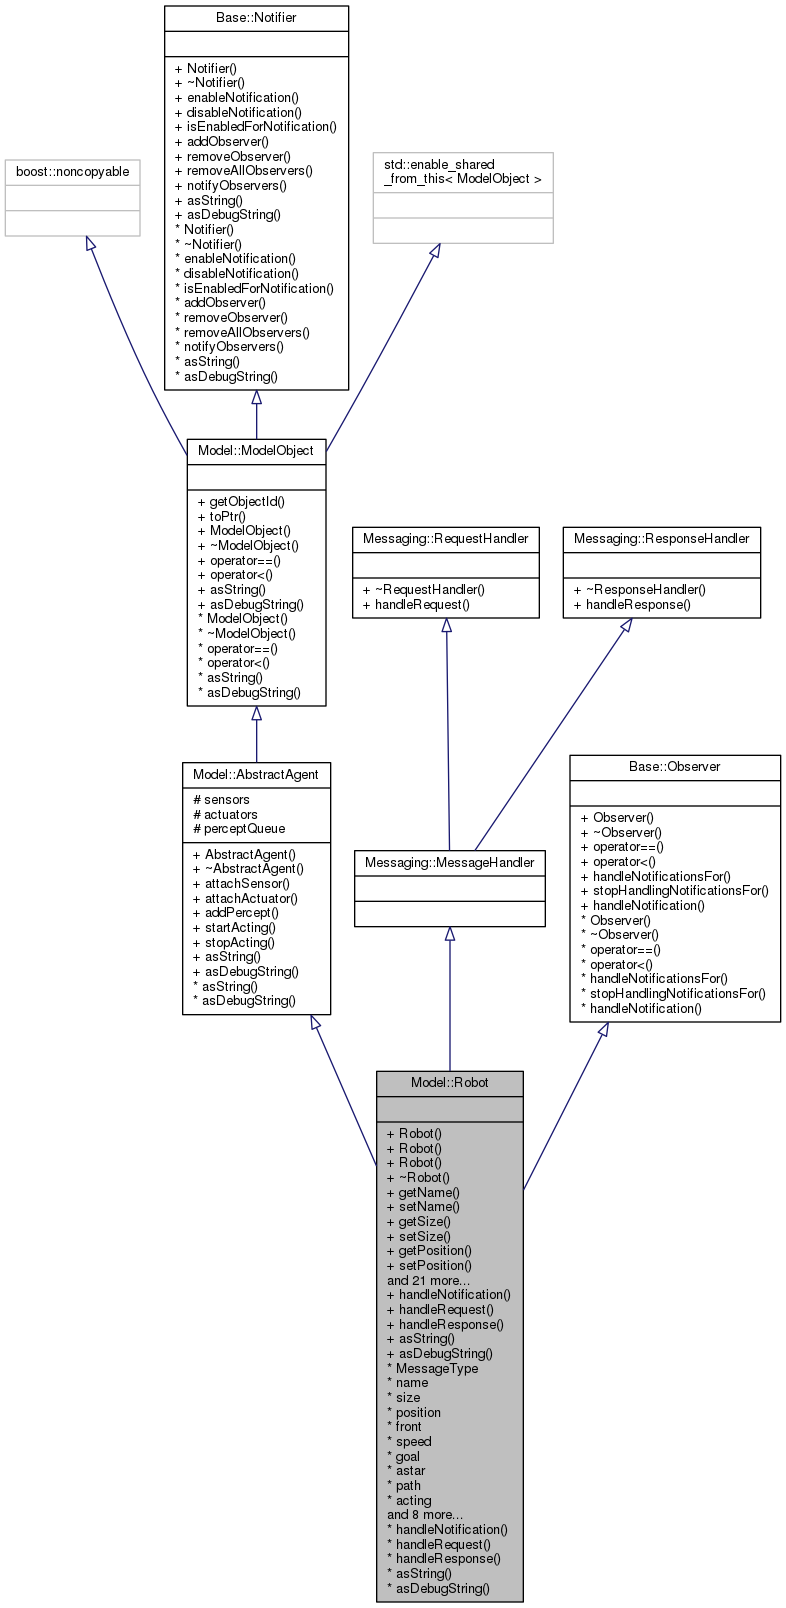 Base::Notifier
+ Notifier()
+ ~Notifier()
+ enableNotification()
+ disableNotification()
+ isEnabledForNotification()
+ addObserver()
+ removeObserver()
+ removeAllObservers()
+ notifyObservers()
+ asString()
+ asDebugString()
* Notifier()
* ~Notifier()
* enableNotification()
* disableNotification()
* isEnabledForNotification()
* addObserver()
* removeObserver()
* removeAllObservers()
* notifyObservers()
* asString()
* asDebugString()
boost::noncopyable
std::enable_shared
_from_this< ModelObject >
Model::ModelObject
+ getObjectId()
+ toPtr()
+ ModelObject()
+ ~ModelObject()
+ operator==()
+ operator<()
+ asString()
+ asDebugString()
* ModelObject()
* ~ModelObject()
* operator==()
* operator<()
* asString()
* asDebugString()
Messaging::RequestHandler
+ ~RequestHandler()
+ handleRequest()
Messaging::ResponseHandler
+ ~ResponseHandler()
+ handleResponse()
Model::AbstractAgent
# sensors
# actuators
# perceptQueue
+ AbstractAgent()
+ ~AbstractAgent()
+ attachSensor()
+ attachActuator()
+ addPercept()
+ startActing()
+ stopActing()
+ asString()
+ asDebugString()
* asString()
* asDebugString()
Messaging::MessageHandler
Base::Observer
+ Observer()
+ ~Observer()
+ operator==()
+ operator<()
+ handleNotificationsFor()
+ stopHandlingNotificationsFor()
+ handleNotification()
* Observer()
* ~Observer()
* operator==()
* operator<()
* handleNotificationsFor()
* stopHandlingNotificationsFor()
* handleNotification()
Model::Robot
+ Robot()
+ Robot()
+ Robot()
+ ~Robot()
+ getName()
+ setName()
+ getSize()
+ setSize()
+ getPosition()
+ setPosition()
and 21 more...
+ handleNotification()
+ handleRequest()
+ handleResponse()
+ asString()
+ asDebugString()
* MessageType
* name
* size
* position
* front
* speed
* goal
* astar
* path
* acting
and 8 more...
* handleNotification()
* handleRequest()
* handleResponse()
* asString()
* asDebugString()